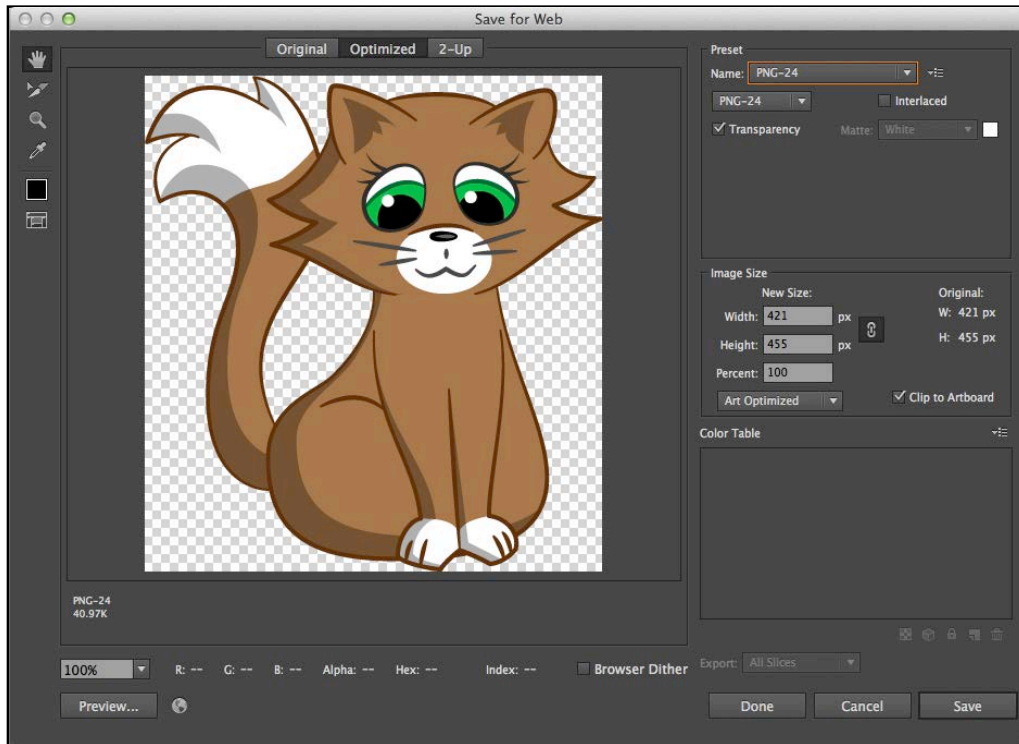 Save for Web
Original Optimized 2-Up
Preset
Name: PNG-24
PNG-24 Interlaced
Transparency Matte: White
Image Size
New Size: Original:
Width: 421 px W: 421 px
Height: 455 px H: 455 px
Percent: 100
Art Optimized Clip to Artboard
Color Table
PNG-24
40.97K
100% R: -- G: -- B: -- Alpha: -- Hex: -- Index: -- Browser Dither
Export: All Slices
Preview... Done Cancel Save